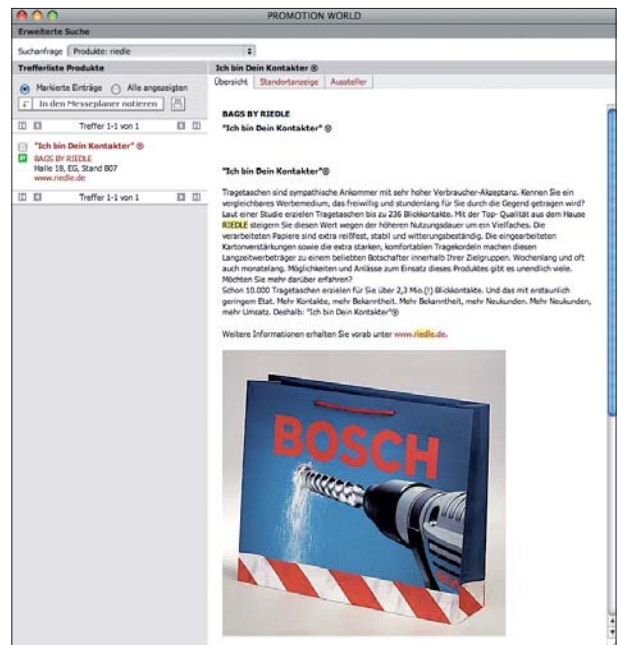 PROMOTION WORLD
Erweiterte Suche
Suchanfrage Produkte: riedle
Trefferliste Produkte
Markierte Einträge Alle angezeigten
In den Messeplaner notieren
Treffer 1-1 von 1
"Ich bin Dein Kontakter" ®
BAGS BY RIEDLE
Halle 18, EG, Stand B07
www.riedle.de
Treffer 1-1 von 1
Ich bin Dein Kontakter ®
Übersicht Standortanzeige Aussteller
BAGS BY RIEDLE
"Ich bin Dein Kontakter" ®
"Ich bin Dein Kontakter"®
Tragetaschen sind sympathische Ankommer mit sehr hoher Verbraucher-Akzeptanz. Kennen Sie ein
vergleichbares Werbemedium, das freiwillig und stundenlang für Sie durch die Gegend getragen wird?
Laut einer Studie erzielen Tragetaschen bis zu 236 Blickkontakte. Mit der Top- Qualität aus dem Hause
RIEDLE steigern Sie diesen Wert wegen der höheren Nutzungsdauer um ein Vielfaches. Die
verarbeiteten Papiere sind extra reißfest, stabil und witterungsbeständig. Die eingearbeiteten
Kartonverstärkungen sowie die extra starken, komfortablen Tragekordeln machen diesen
Langzeitwerbeträger zu einem beliebten Botschafter innerhalb Ihrer Zielgruppen. Wochenlang und oft
auch monatelang. Möglichkeiten und Anlässe zum Einsatz dieses Produktes gibt es unendlich viele.
Möchten Sie mehr darüber erfahren?
Schon 10.000 Tragetaschen erzielen für Sie über 2,3 Mio.(!) Blickkontakte. Und das mit erstaunlich
geringem Etat. Mehr Kontakte, mehr Bekanntheit. Mehr Bekanntheit, mehr Neukunden. Mehr Neukunden,
mehr Umsatz. Deshalb: "Ich bin Dein Kontakter"®
Weitere Informationen erhalten Sie vorab unter www.riedle.de.
BOSCH